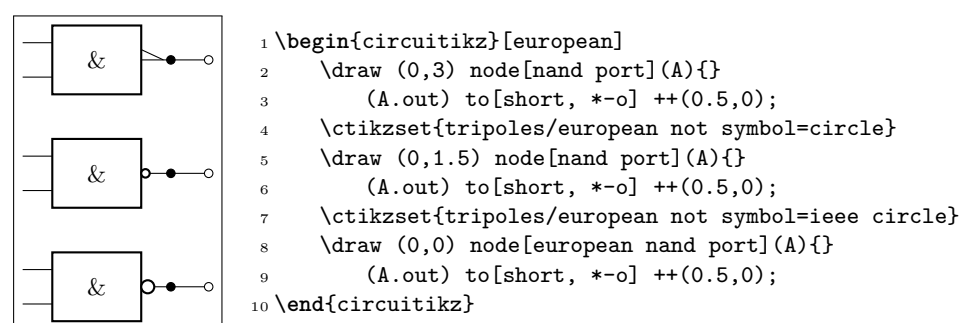 &
&
&
1 \begin{circuitikz}[european]
2     \draw (0,3) node[nand port](A){}
3         (A.out) to[short, *-o] ++(0.5,0);
4     \ctikzset{tripoles/european not symbol=circle}
5     \draw (0,1.5) node[nand port](A){}
6         (A.out) to[short, *-o] ++(0.5,0);
7     \ctikzset{tripoles/european not symbol=ieee circle}
8     \draw (0,0) node[european nand port](A){}
9         (A.out) to[short, *-o] ++(0.5,0);
10 \end{circuitikz}